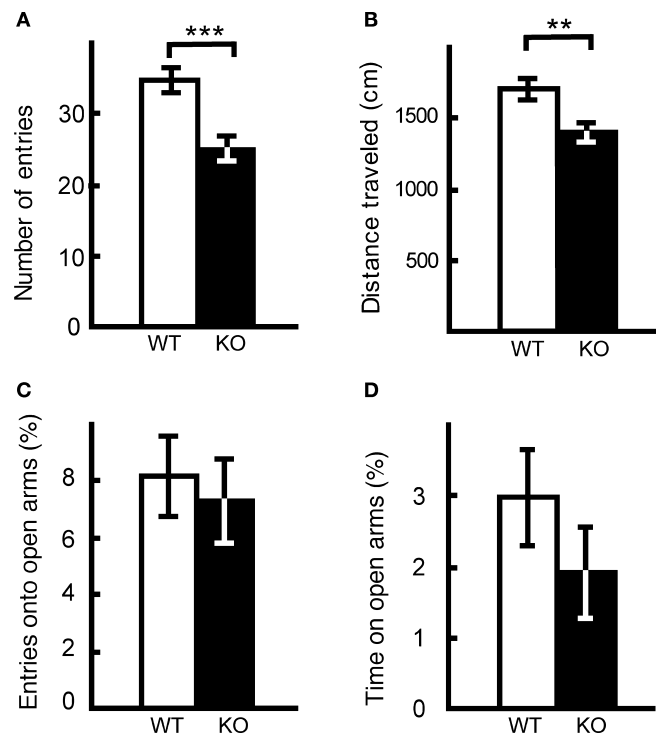 A
***
Number of entries
30
20
10
0
WT
KO
B
**
Distance traveled (cm)
1500
1000
500
WT
KO
C
Entries onto open arms (%)
8
6
4
2
0
WT
KO
D
Time on open arms (%)
3
2
1
0
WT
KO